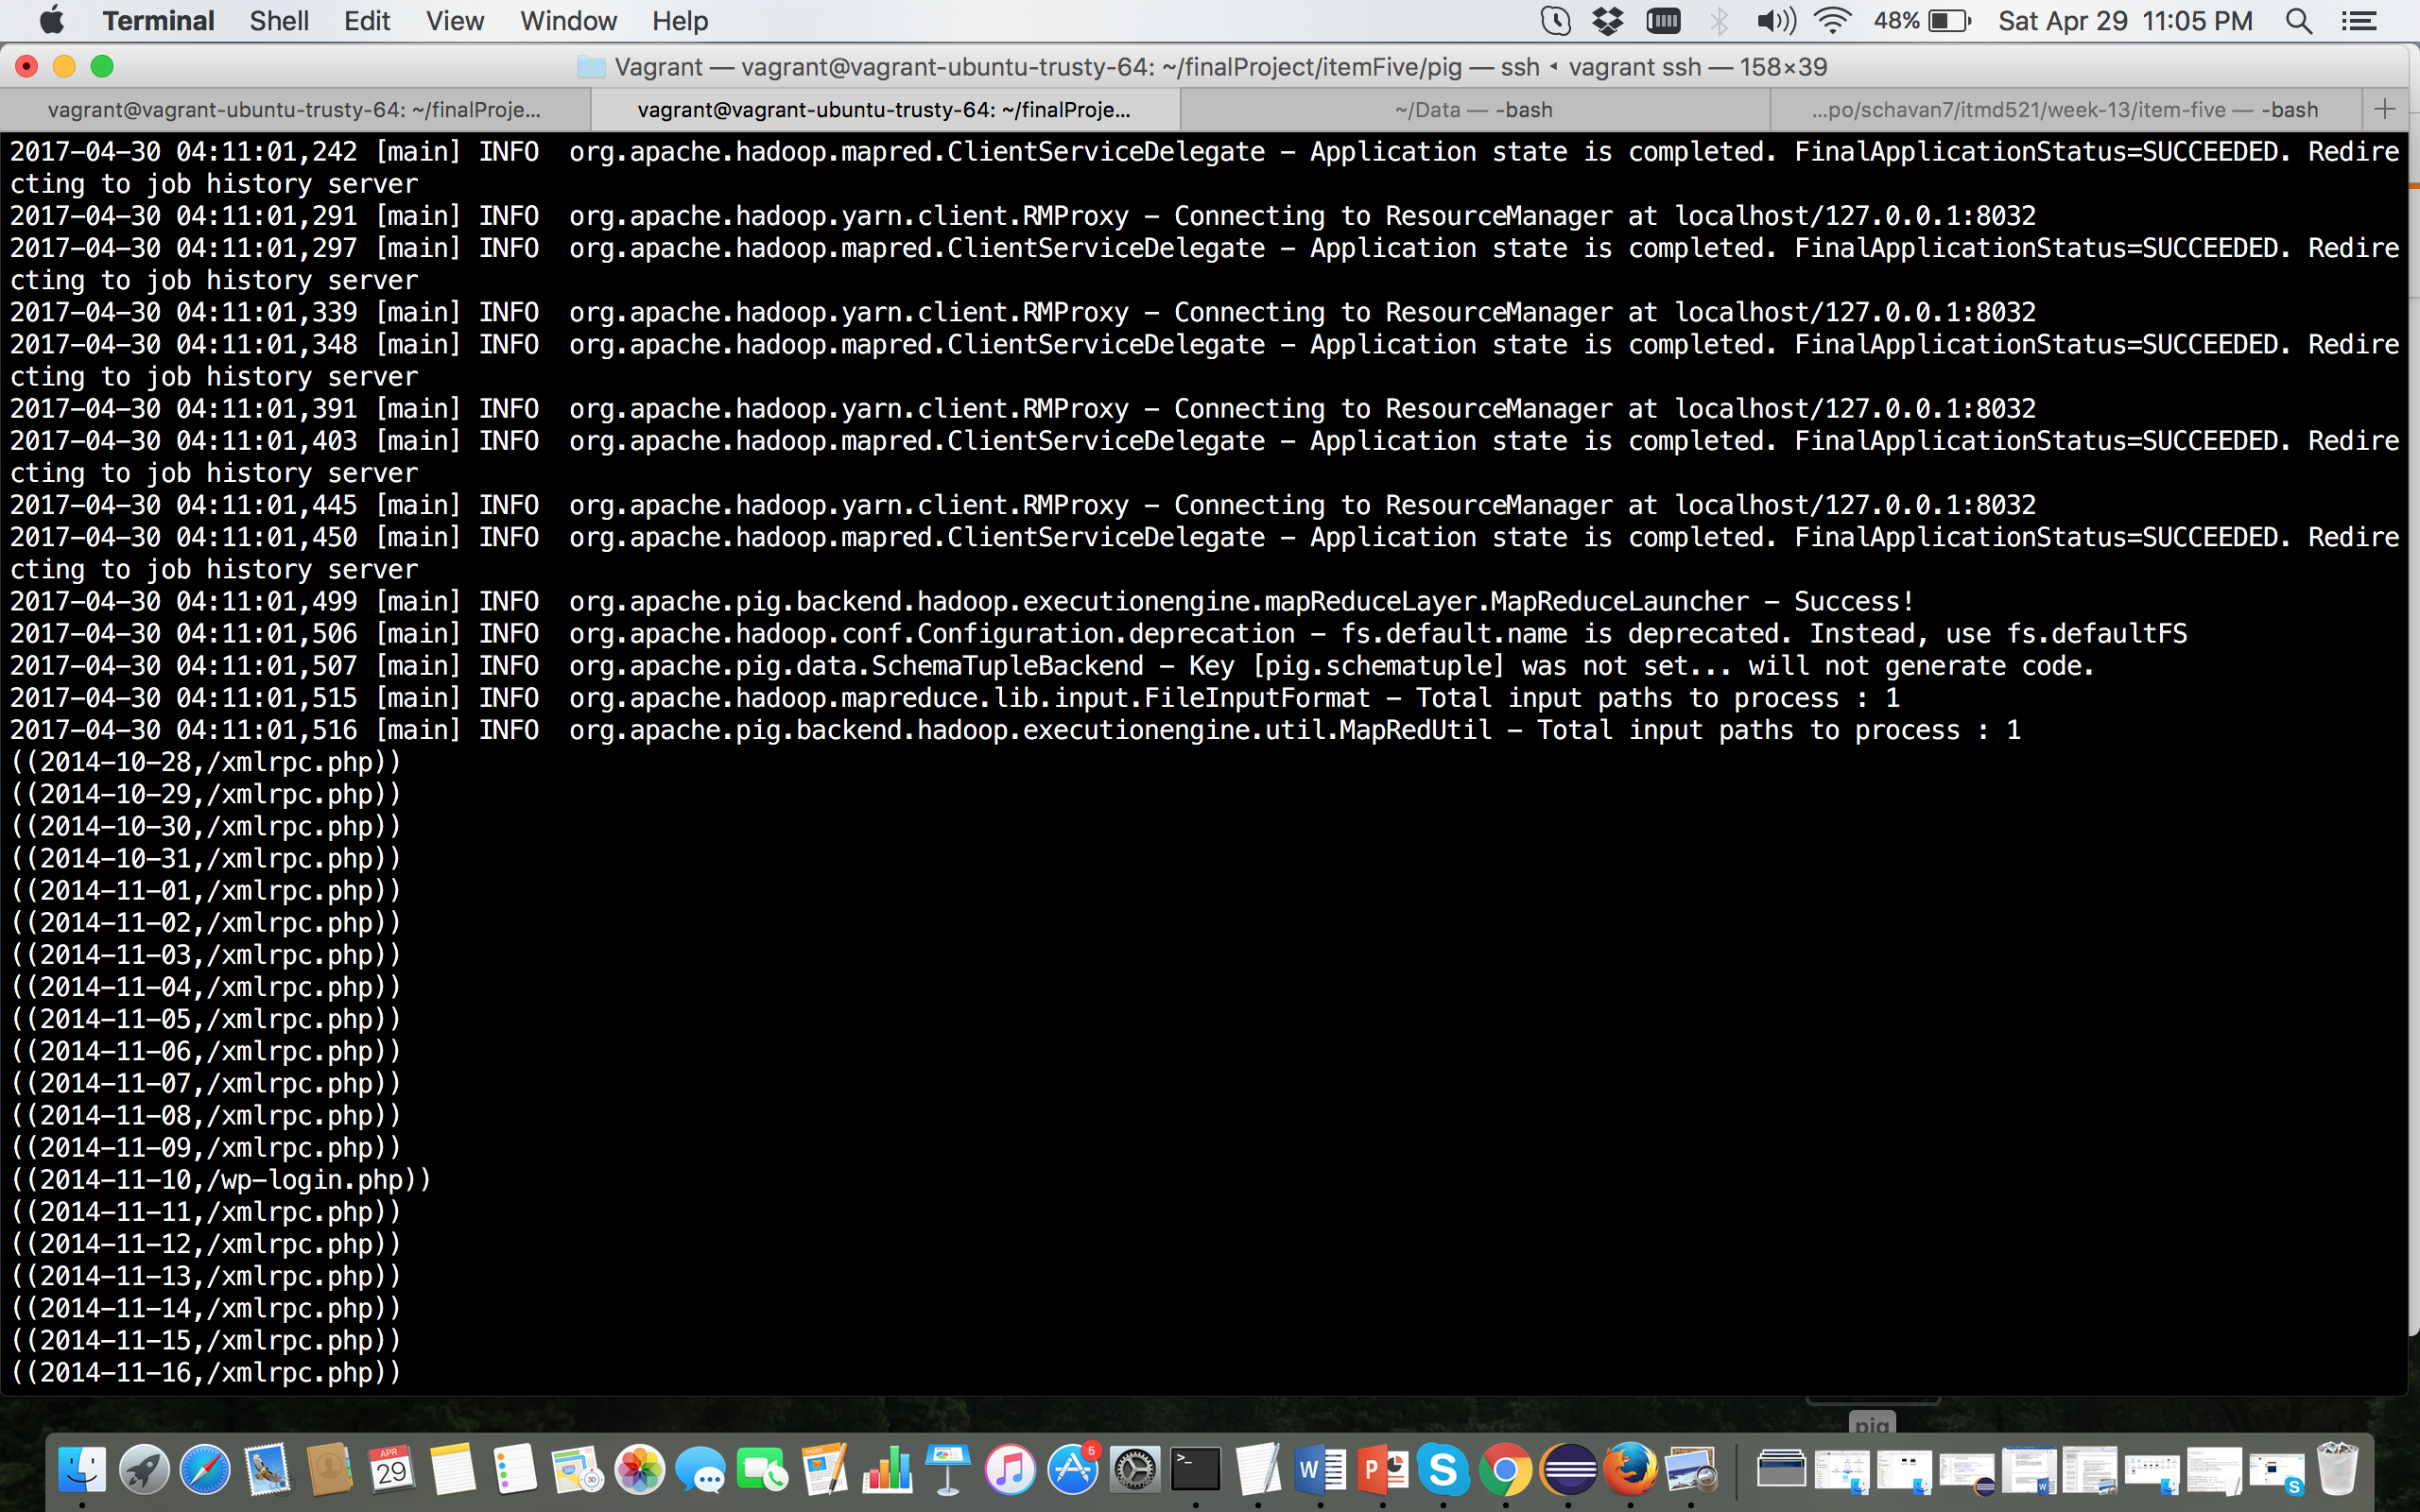 Terminal Shell Edit View Window Help 48% Sat Apr 29 11:05 PM
Vagrant — vagrant@vagrant-ubuntu-trusty-64: ~/finalProject/itemFive/pig — ssh ◂ vagrant ssh — 158×39
vagrant@vagrant-ubuntu-trusty-64: ~/finalProje... vagrant@vagrant-ubuntu-trusty-64: ~/finalProje... ~/Data — -bash ...po/schavan7/itmd521/week-13/item-five — -bash
2017-04-30 04:11:01,242 [main] INFO  org.apache.hadoop.mapred.ClientServiceDelegate - Application state is completed. FinalApplicationStatus=SUCCEEDED. Redire
cting to job history server
2017-04-30 04:11:01,291 [main] INFO  org.apache.hadoop.yarn.client.RMProxy - Connecting to ResourceManager at localhost/127.0.0.1:8032
2017-04-30 04:11:01,297 [main] INFO  org.apache.hadoop.mapred.ClientServiceDelegate - Application state is completed. FinalApplicationStatus=SUCCEEDED. Redire
cting to job history server
2017-04-30 04:11:01,339 [main] INFO  org.apache.hadoop.yarn.client.RMProxy - Connecting to ResourceManager at localhost/127.0.0.1:8032
2017-04-30 04:11:01,348 [main] INFO  org.apache.hadoop.mapred.ClientServiceDelegate - Application state is completed. FinalApplicationStatus=SUCCEEDED. Redire
cting to job history server
2017-04-30 04:11:01,391 [main] INFO  org.apache.hadoop.yarn.client.RMProxy - Connecting to ResourceManager at localhost/127.0.0.1:8032
2017-04-30 04:11:01,403 [main] INFO  org.apache.hadoop.mapred.ClientServiceDelegate - Application state is completed. FinalApplicationStatus=SUCCEEDED. Redire
cting to job history server
2017-04-30 04:11:01,445 [main] INFO  org.apache.hadoop.yarn.client.RMProxy - Connecting to ResourceManager at localhost/127.0.0.1:8032
2017-04-30 04:11:01,450 [main] INFO  org.apache.hadoop.mapred.ClientServiceDelegate - Application state is completed. FinalApplicationStatus=SUCCEEDED. Redire
cting to job history server
2017-04-30 04:11:01,499 [main] INFO  org.apache.pig.backend.hadoop.executionengine.mapReduceLayer.MapReduceLauncher - Success!
2017-04-30 04:11:01,506 [main] INFO  org.apache.hadoop.conf.Configuration.deprecation - fs.default.name is deprecated. Instead, use fs.defaultFS
2017-04-30 04:11:01,507 [main] INFO  org.apache.pig.data.SchemaTupleBackend - Key [pig.schematuple] was not set... will not generate code.
2017-04-30 04:11:01,515 [main] INFO  org.apache.hadoop.mapreduce.lib.input.FileInputFormat - Total input paths to process : 1
2017-04-30 04:11:01,516 [main] INFO  org.apache.pig.backend.hadoop.executionengine.util.MapRedUtil - Total input paths to process : 1
((2014-10-28,/xmlrpc.php))
((2014-10-29,/xmlrpc.php))
((2014-10-30,/xmlrpc.php))
((2014-10-31,/xmlrpc.php))
((2014-11-01,/xmlrpc.php))
((2014-11-02,/xmlrpc.php))
((2014-11-03,/xmlrpc.php))
((2014-11-04,/xmlrpc.php))
((2014-11-05,/xmlrpc.php))
((2014-11-06,/xmlrpc.php))
((2014-11-07,/xmlrpc.php))
((2014-11-08,/xmlrpc.php))
((2014-11-09,/xmlrpc.php))
((2014-11-10,/wp-login.php))
((2014-11-11,/xmlrpc.php))
((2014-11-12,/xmlrpc.php))
((2014-11-13,/xmlrpc.php))
((2014-11-14,/xmlrpc.php))
((2014-11-15,/xmlrpc.php))
((2014-11-16,/xmlrpc.php))
pig
APR
29
5